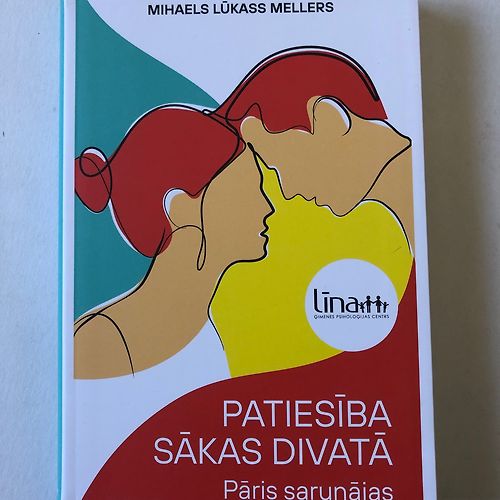 MIHAELS LŪKASS MELLERS
līna
ĢIMENES PSIHOLOĢIJAS CENTRS
PATIESĪBA
SĀKAS DIVATĀ
Pāris sarunājas